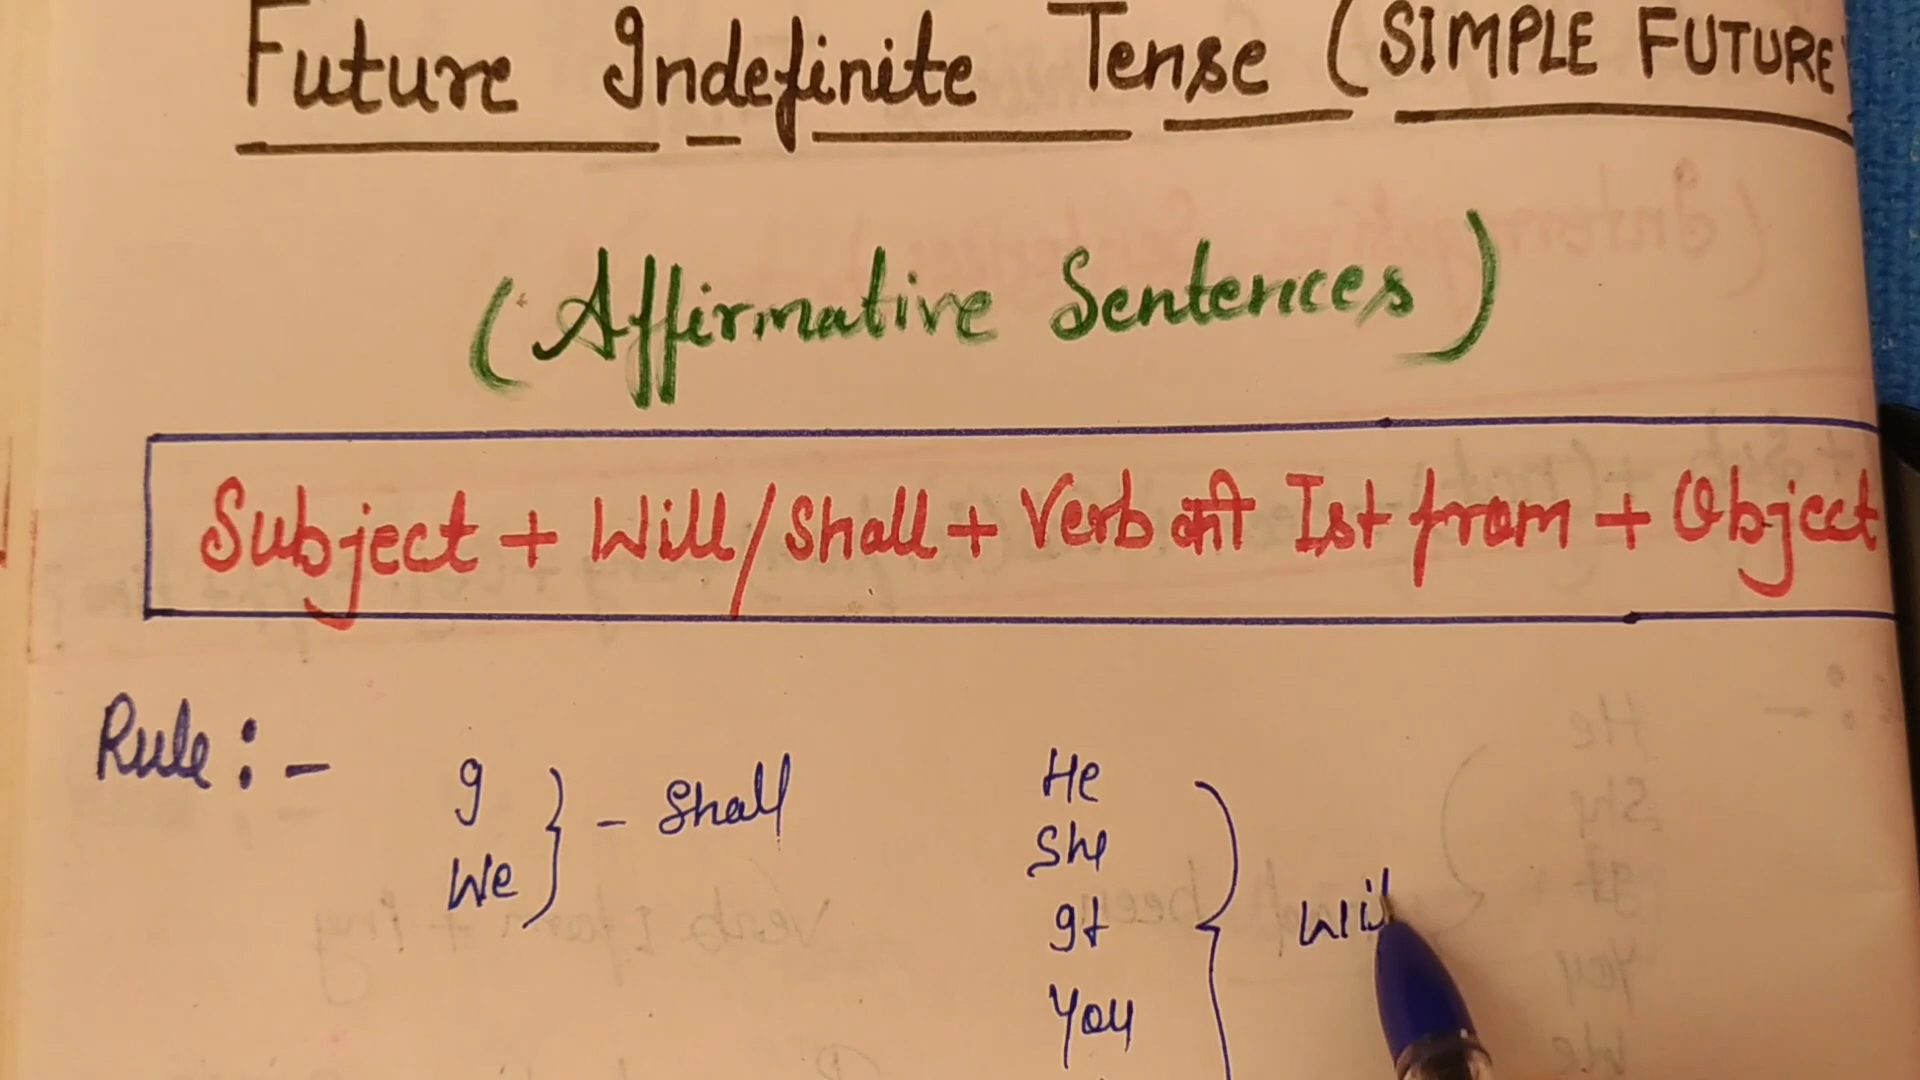 Future Indefinite Tense (SIMPLE FUTURE)
(Affirmative Sentences)
Subject + Will/Shall + Verb की Ist from + Object
Rule :-
I
We
} - Shall
He
She
It
You
} Wil